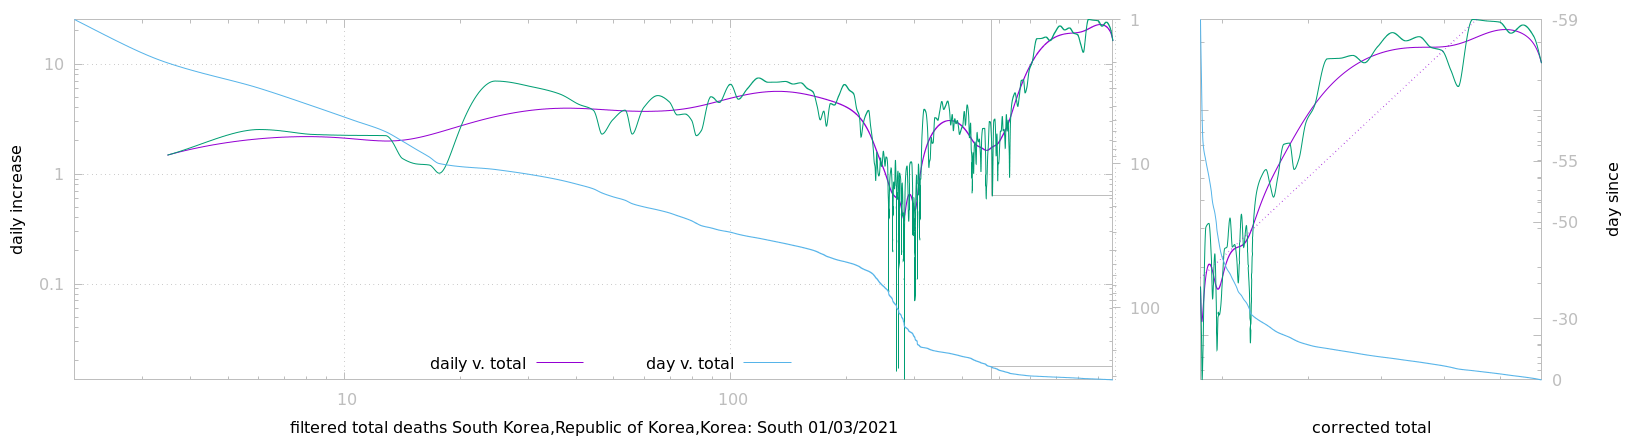 daily increase
10
1
0.1
10
100
1
10
100
daily v. total
day v. total
filtered total deaths South Korea,Republic of Korea,Korea: South 01/03/2021
-59
-55
-50
-30
0
day since
corrected total